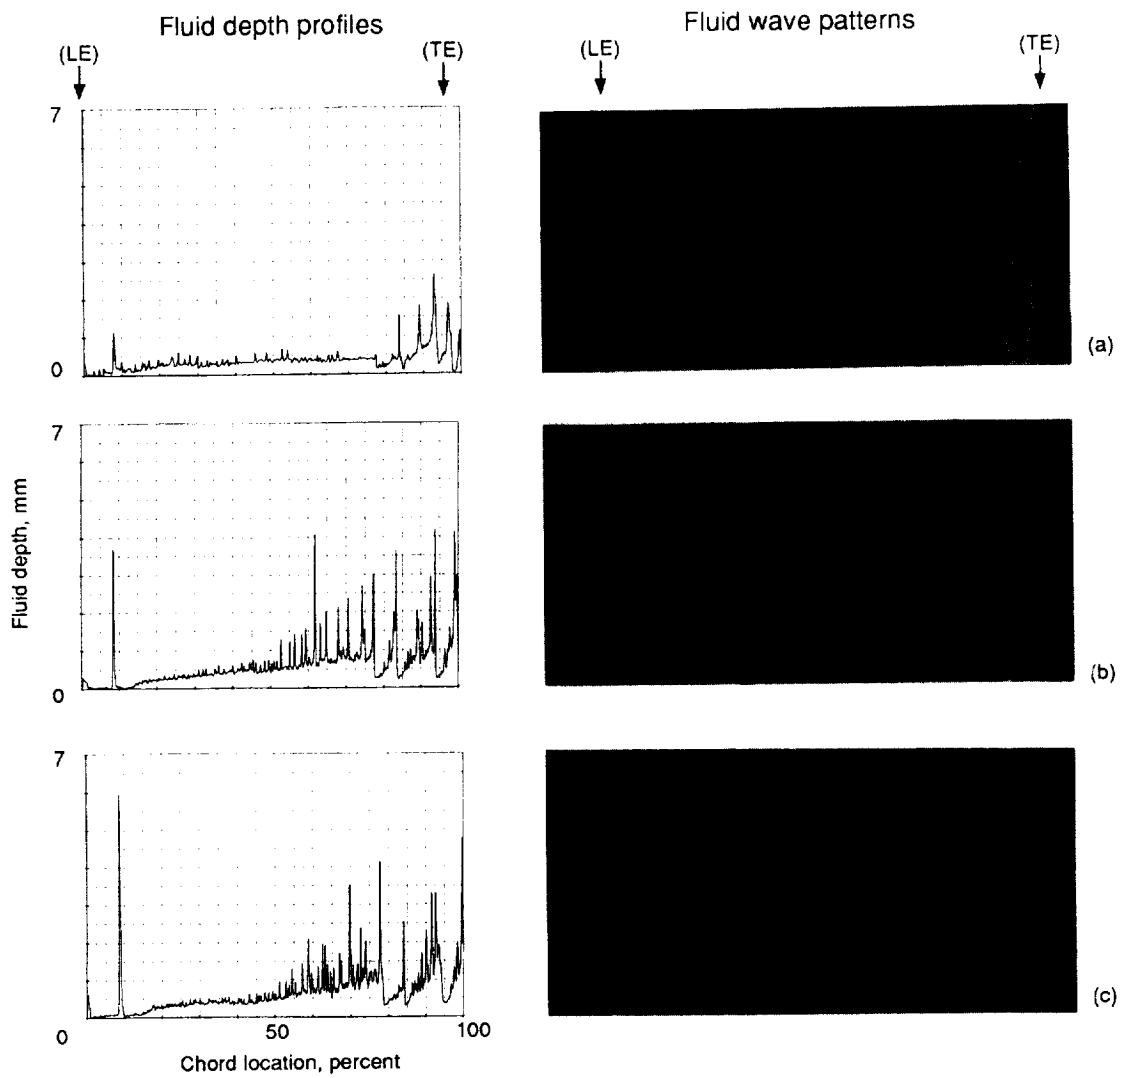 Fluid depth profiles
Fluid wave patterns
(LE)
(TE)
(LE)
(TE)
7
0
(a)
7
0
(b)
Fluid depth, mm
7
0
50
100
(c)
Chord location, percent